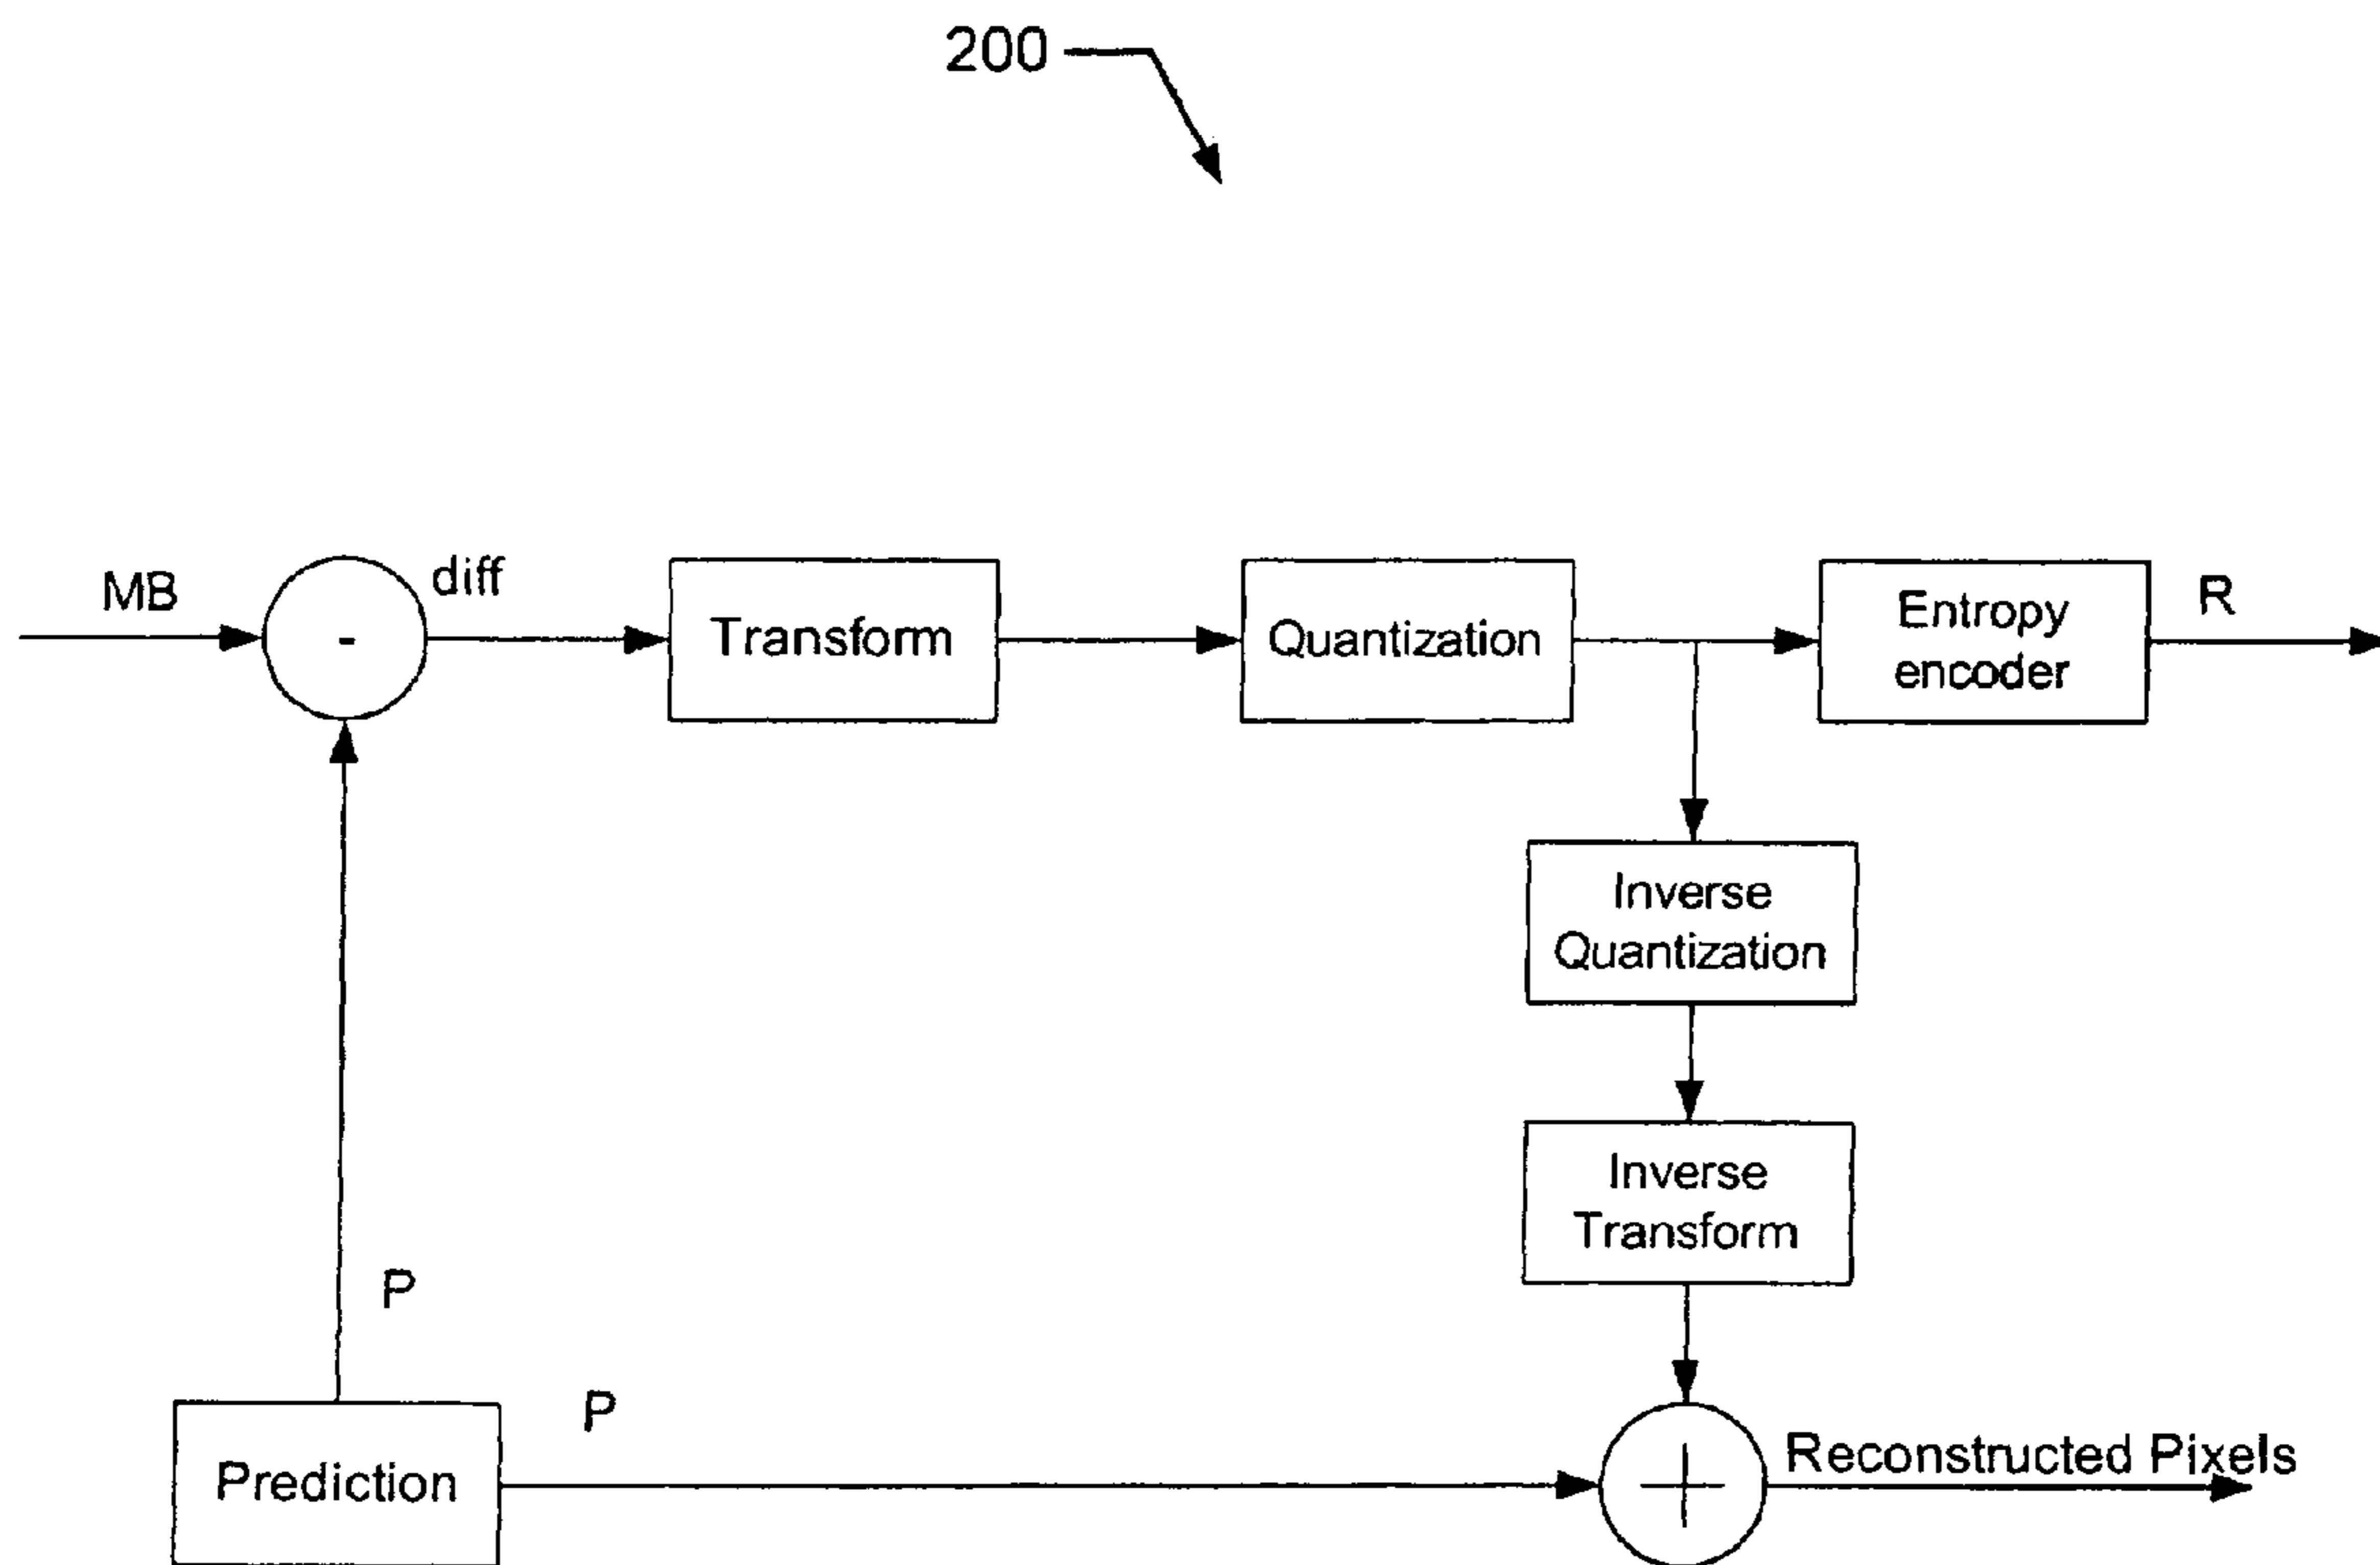 200
MB
-
diff
Transform
Quantization
Entropy
encoder
R
Inverse
Quantization
Inverse
Transform
P
P
Prediction
+
Reconstructed Pixels